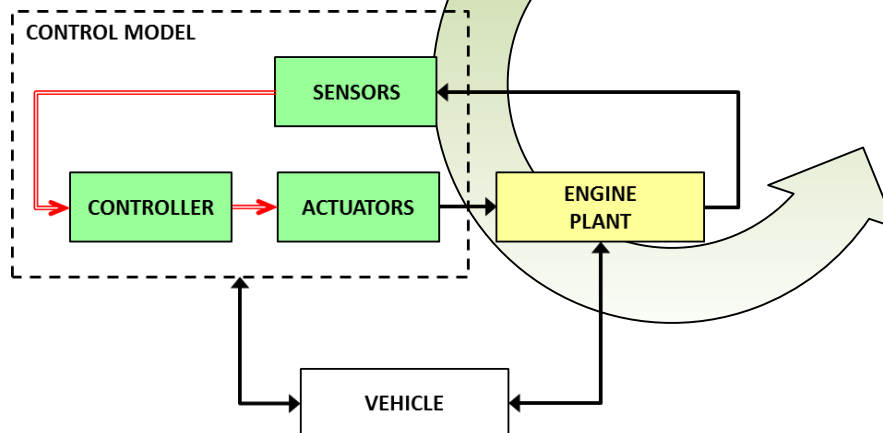 CONTROL MODEL
SENSORS
CONTROLLER
ACTUATORS
ENGINE
PLANT
VEHICLE